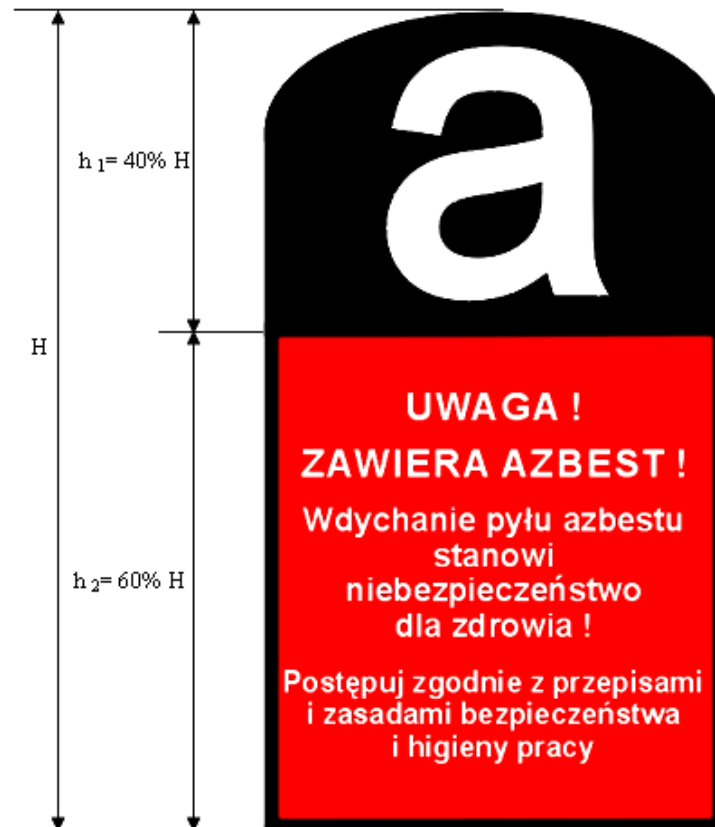 a
h 1= 40% H
H
UWAGA !
ZAWIERA AZBEST !
Wdychanie pyłu azbestu
stanowi
niebezpieczeństwo
dla zdrowia !
h 2= 60% H
Postępuj zgodnie z przepisami
i zasadami bezpieczeństwa
i higieny pracy